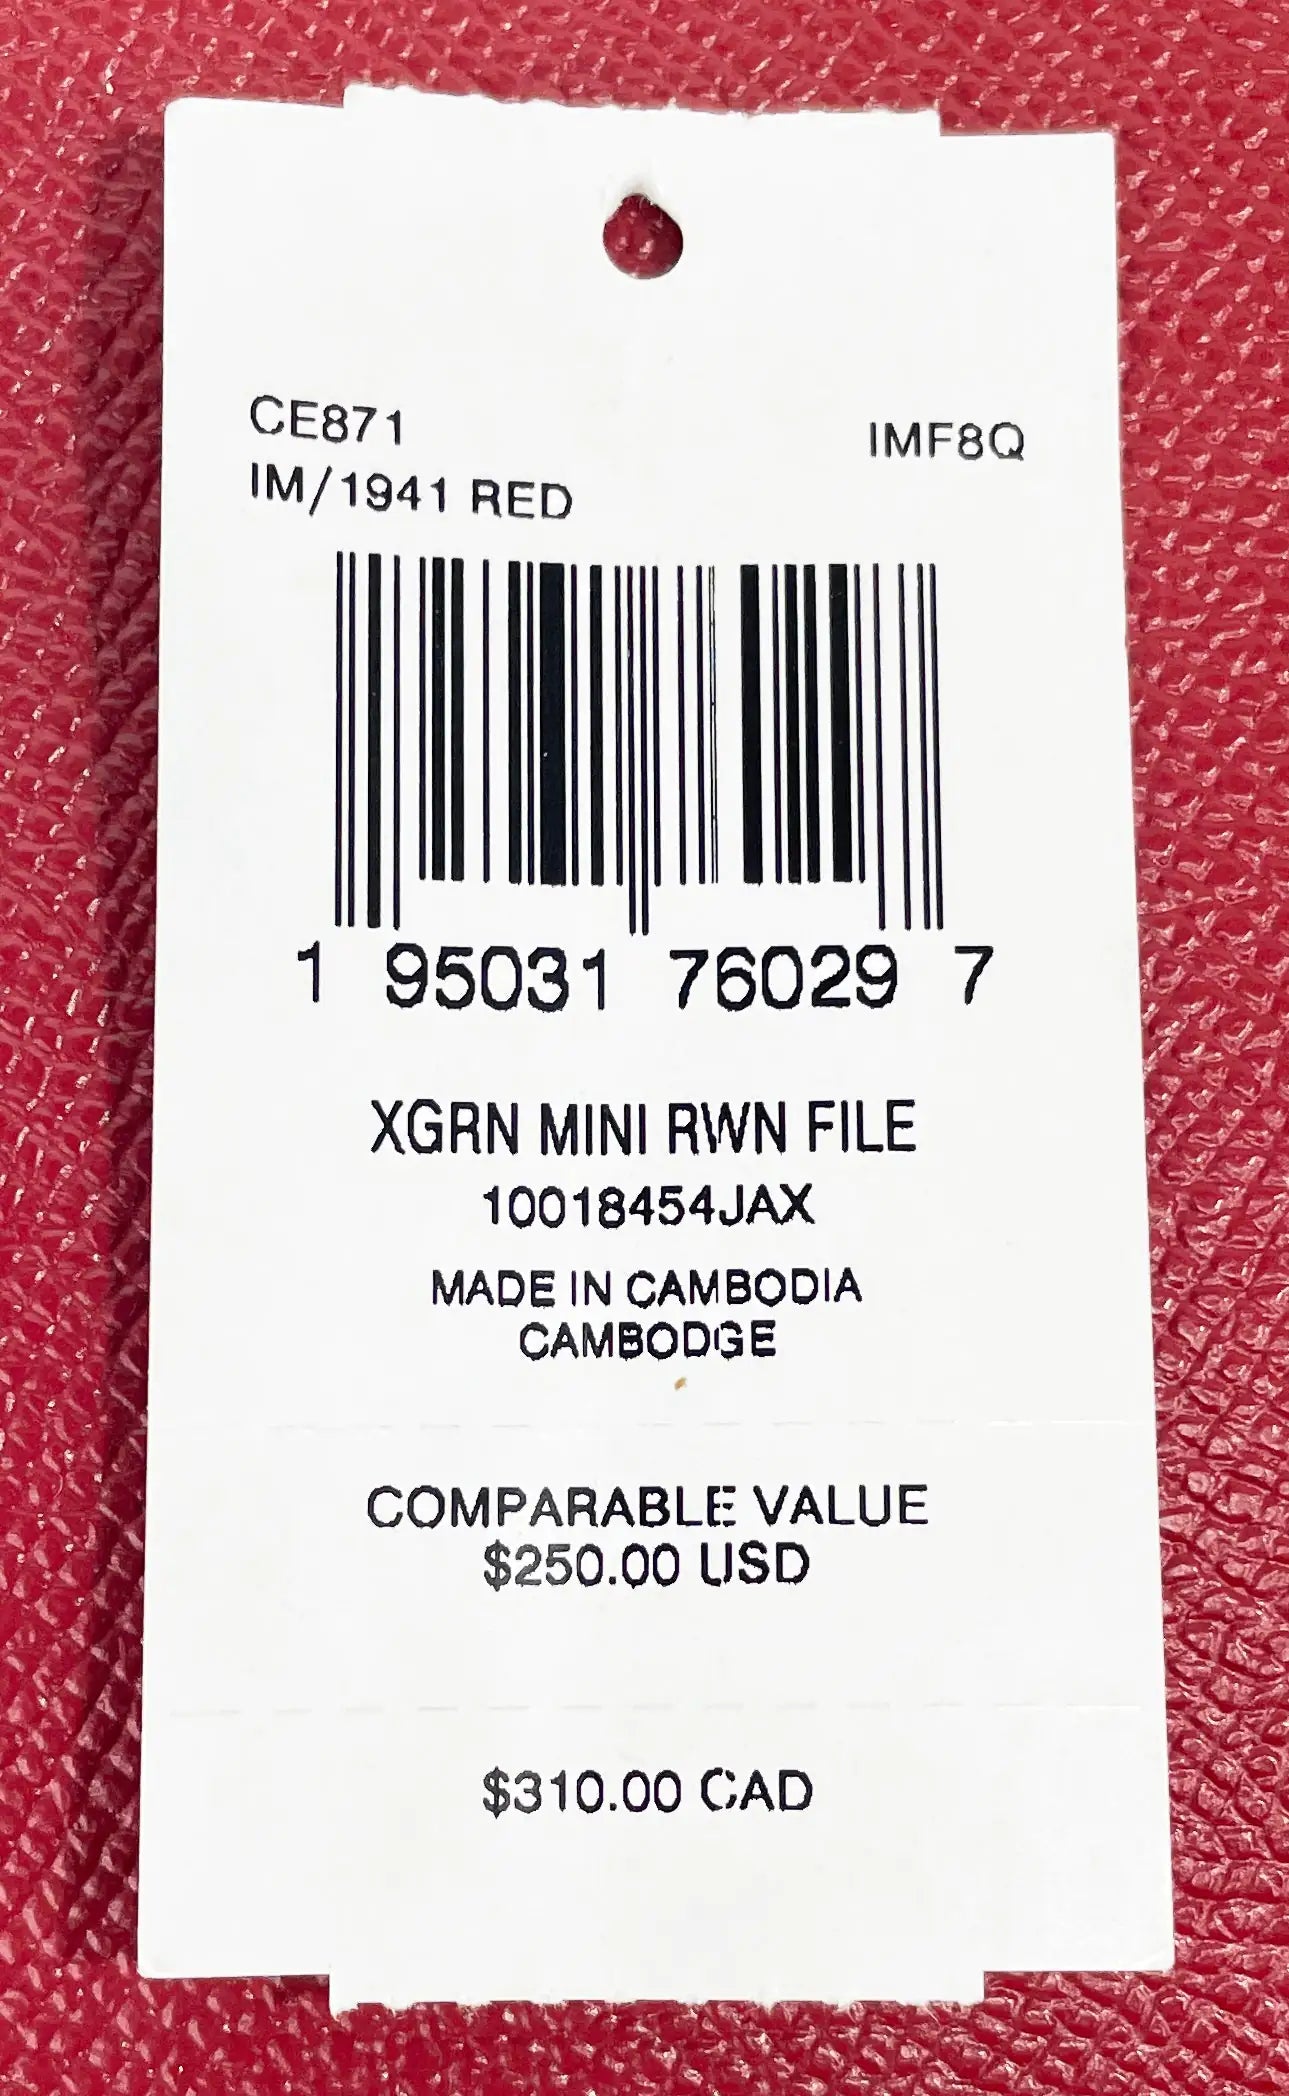 CE871
IMF8Q
IM/1941 RED
1 95031 76029 7
XGRN MINI RWN FILE
10018454JAX
MADE IN CAMBODIA
CAMBODGE
COMPARABLE VALUE
$250.00 USD
$310.00 CAD